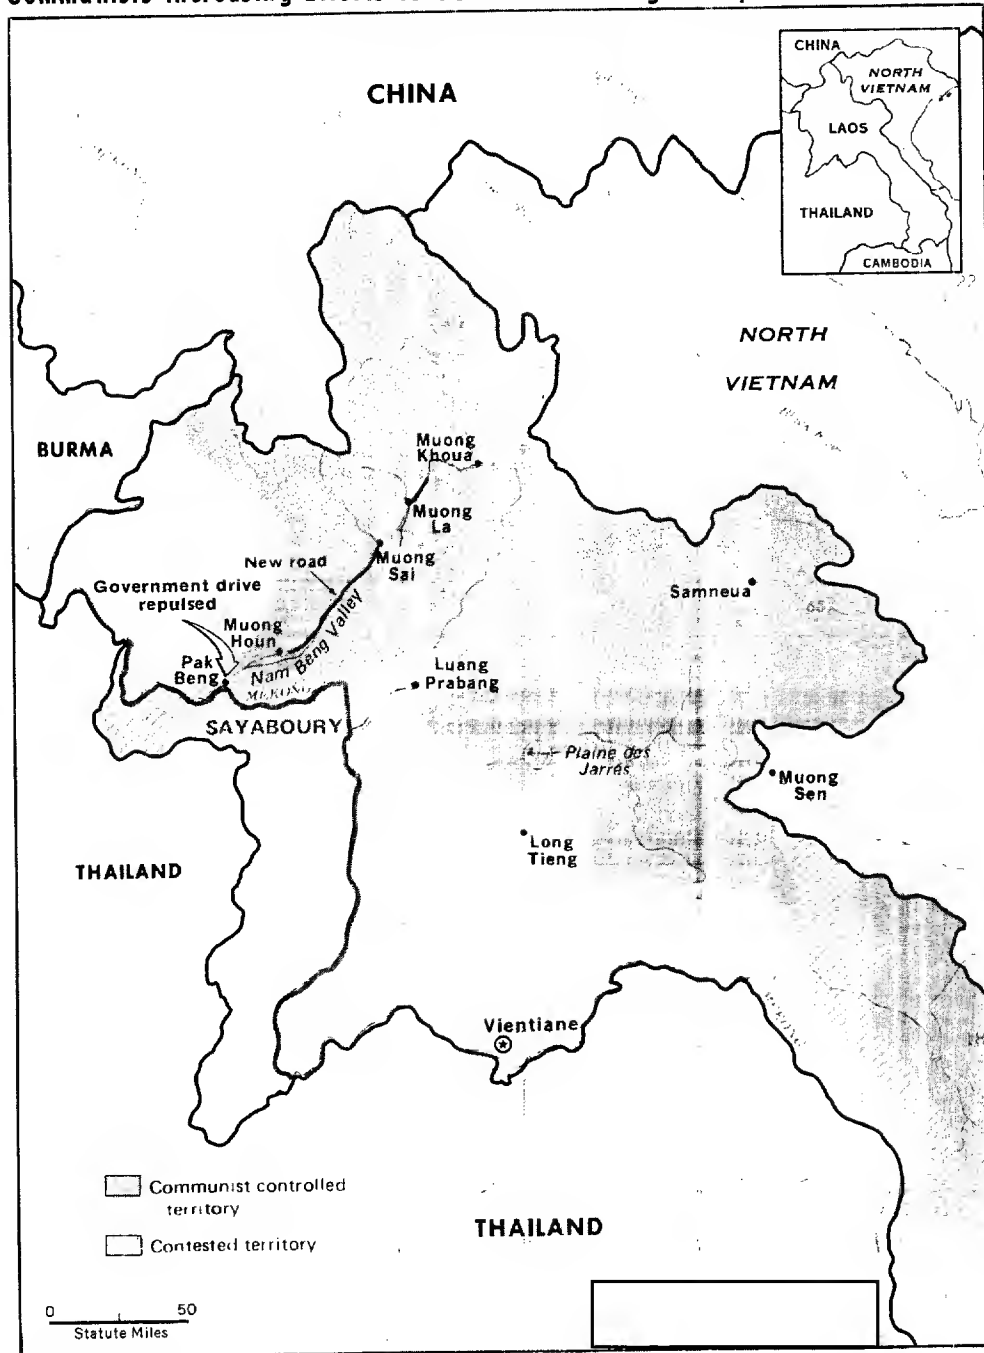 CHINA
CHINA
NORTH
VIETNAM
LAOS
THAILAND
CAMBODIA
NORTH
VIETNAM
BURMA
Muong
Khoua
Muong
La
New road
Muong
Sai
Government drive
repulsed
Samneua
Muong
Houn
Nam Beng Valley
Pak
Beng
MEKONG
Luang
Prabang
SAYABOURY
Plaine des
Jarres
Muong
Sen
Long
Tieng
THAILAND
MEKONG
Vientiane
Communist controlled
territory
Contested territory
THAILAND
0 50
Statute Miles